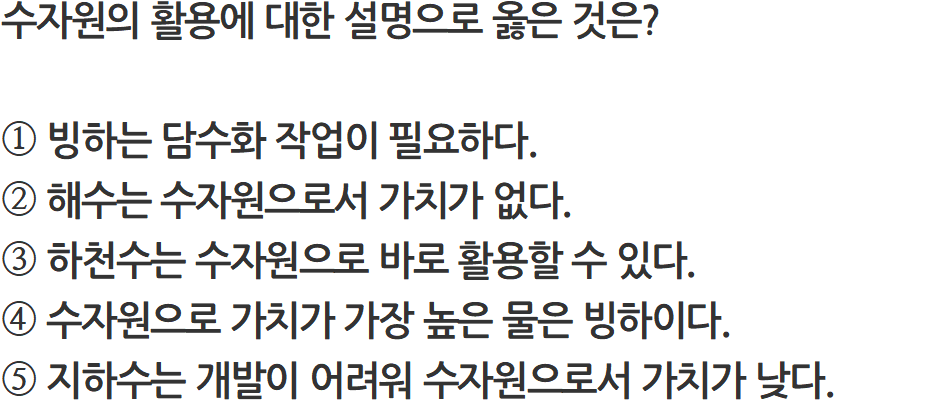 수자원의 활용에 대한 설명으로 옳은 것은?
① 빙하는 담수화 작업이 필요하다.
② 해수는 수자원으로서 가치가 없다.
③ 하천수는 수자원으로 바로 활용할 수 있다.
④ 수자원으로 가치가 가장 높은 물은 빙하이다.
⑤ 지하수는 개발이 어려워 수자원으로서 가치가 낮다.